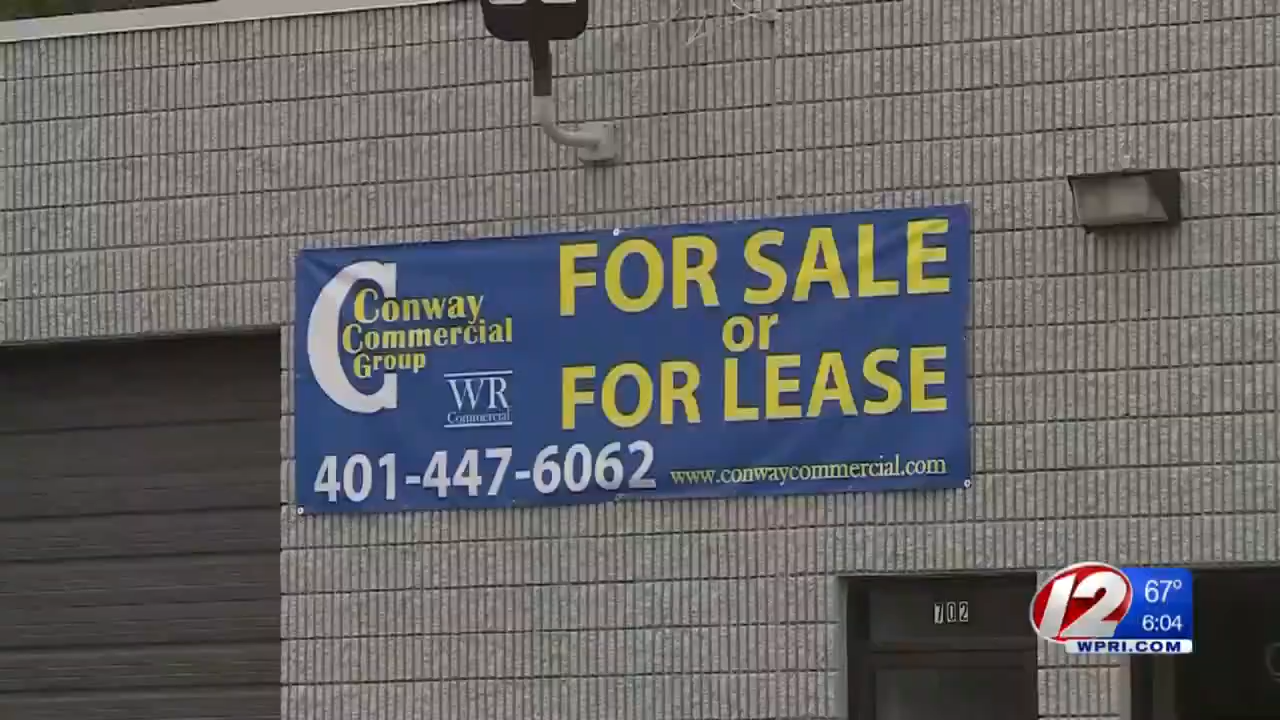 FOR SALE
or
FOR LEASE
Conway
Commercial
Group
WR
Commercial
401-447-6062
www.conwaycommercial.com
702
12
67°
6:04
WPRI.COM